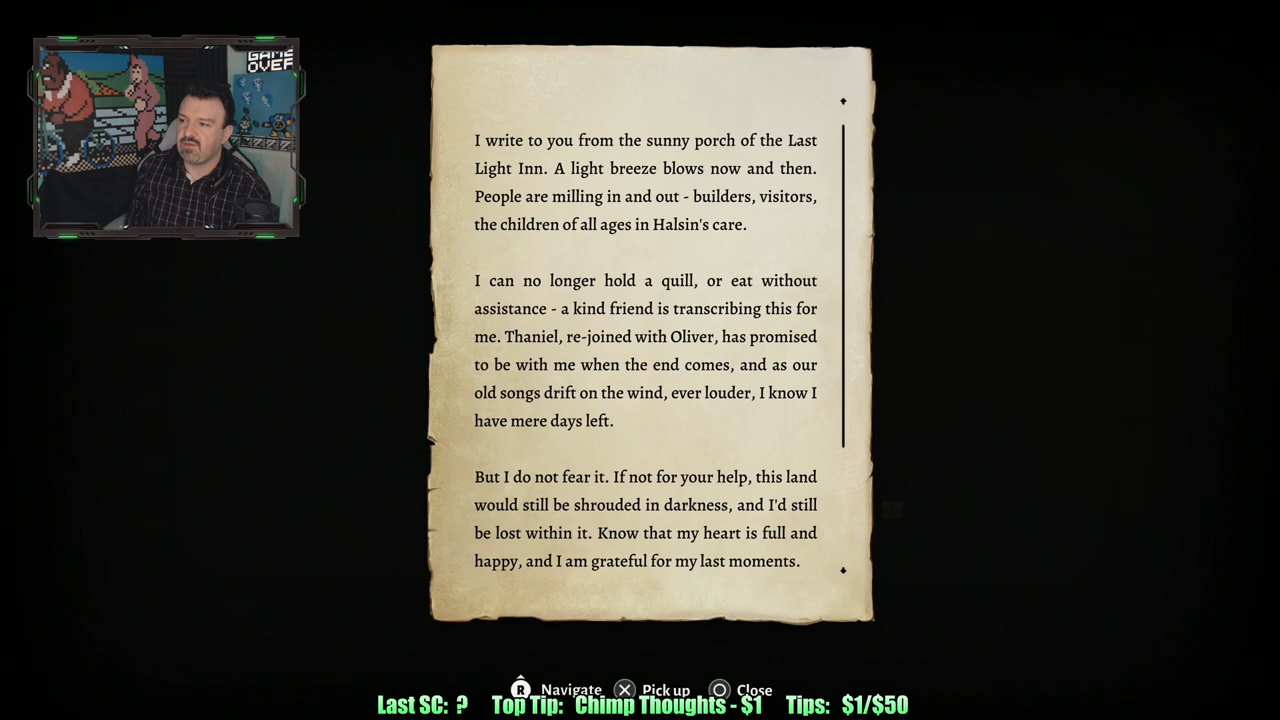 GAME
OVER
I write to you from the sunny porch of the Last
Light Inn. A light breeze blows now and then.
People are milling in and out - builders, visitors,
the children of all ages in Halsin's care.
I can no longer hold a quill, or eat without
assistance - a kind friend is transcribing this for
me. Thaniel, re-joined with Oliver, has promised
to be with me when the end comes, and as our
old songs drift on the wind, ever louder, I know I
have mere days left.
But I do not fear it. If not for your help, this land
would still be shrouded in darkness, and I'd still
be lost within it. Know that my heart is full and
happy, and I am grateful for my last moments.
R Navigate Pick up Close
Last SC: ? Top Tip: Chimp Thoughts - $1 Tips: $1/$50